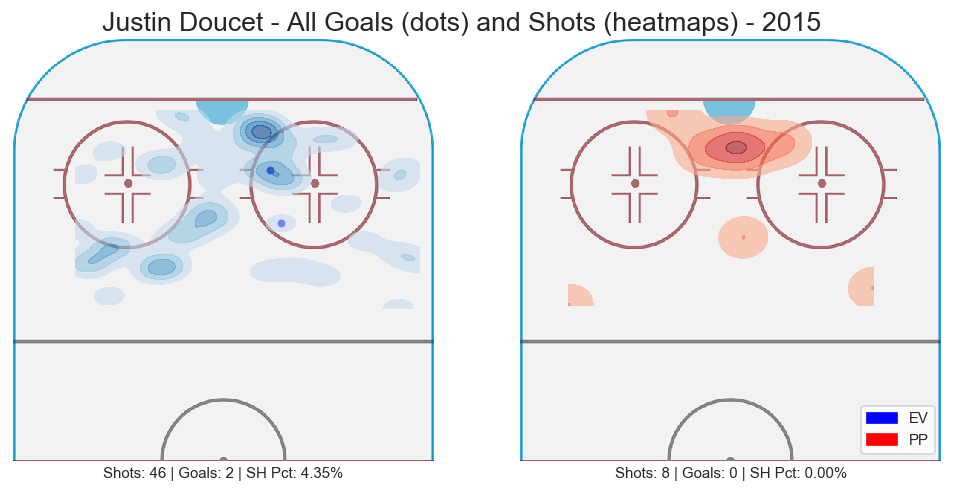 Justin Doucet - All Goals (dots) and Shots (heatmaps) - 2015
EV
PP
Shots: 46 | Goals: 2 | SH Pct: 4.35%
Shots: 8 | Goals: 0 | SH Pct: 0.00%